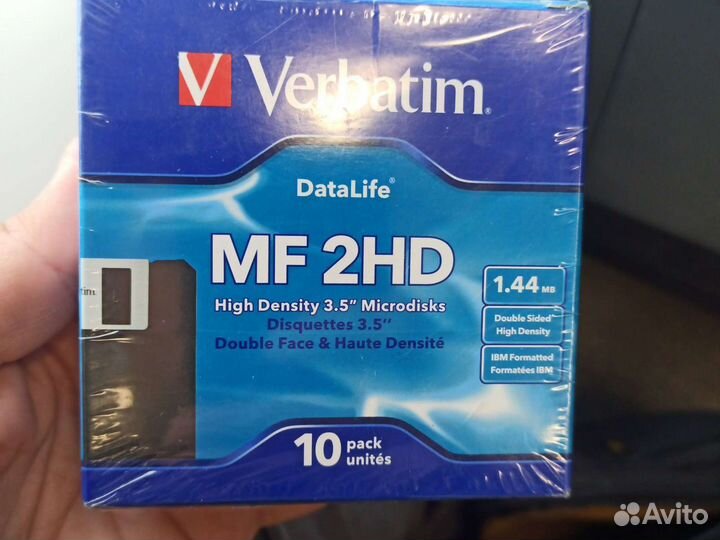 V Verbatim®
DataLife®
MF 2HD
High Density 3.5” Microdisks
Disquettes 3.5’’
Double Face & Haute Densité
1.44 MB
Double Sided
High Density
IBM Formatted
Formatées IBM
10 pack
unités
Avito